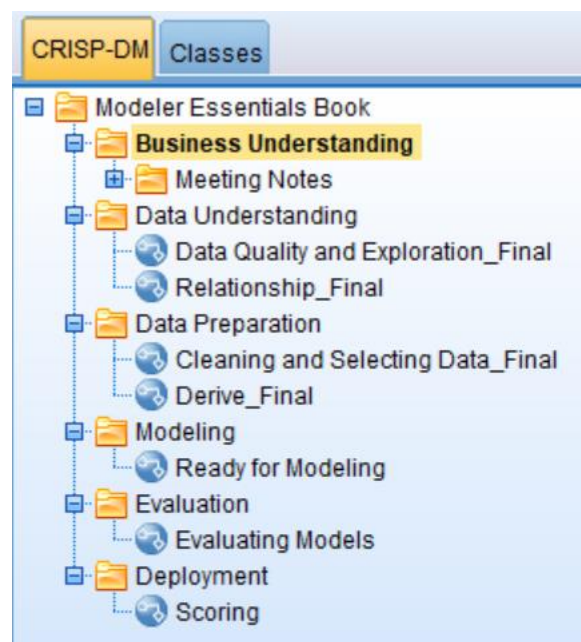 CRISP-DM Classes
Modeler Essentials Book
Business Understanding
Meeting Notes
Data Understanding
Data Quality and Exploration_Final
Relationship_Final
Data Preparation
Cleaning and Selecting Data_Final
Derive_Final
Modeling
Ready for Modeling
Evaluation
Evaluating Models
Deployment
Scoring